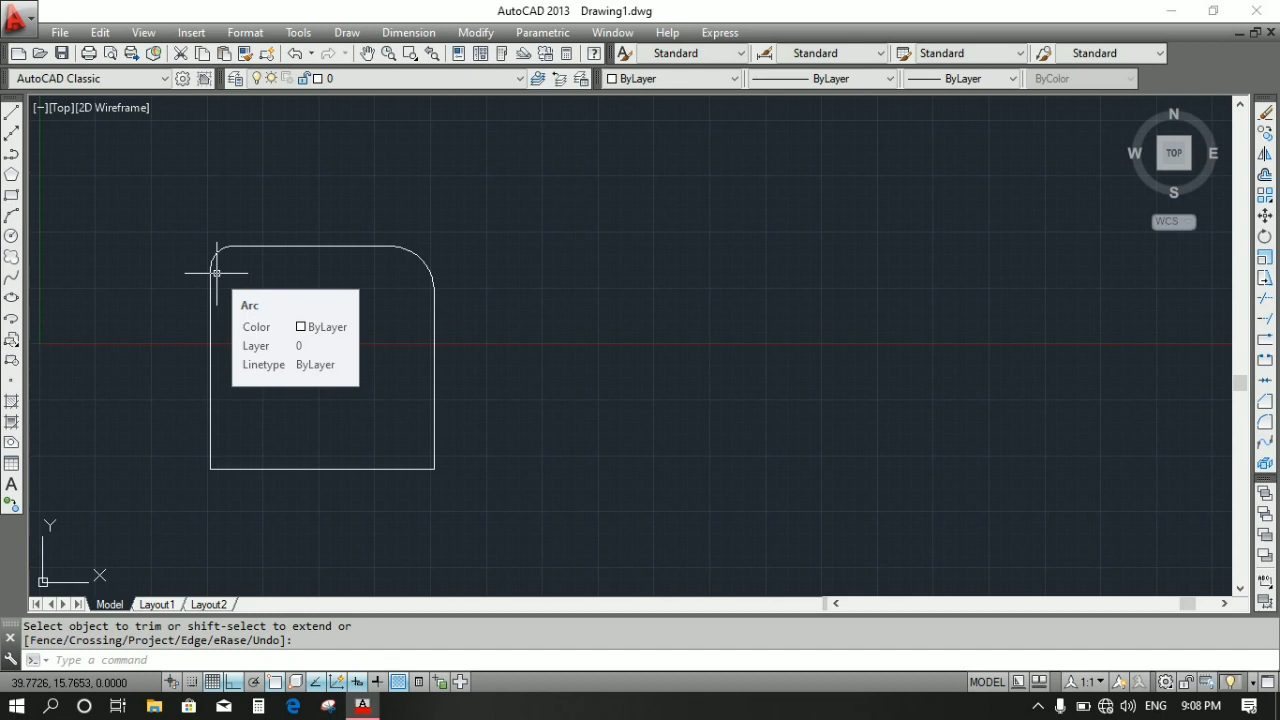 AutoCAD 2013 Drawing1.dwg
File Edit View Insert Format Tools Draw Dimension Modify Parametric Window Help Express
Standard Standard Standard Standard
AutoCAD Classic 0 ByLayer ByLayer ByLayer ByColor
[−][Top][2D Wireframe]
N
W TOP E
S
WCS
Arc
Color ByLayer
Layer 0
Linetype ByLayer
Y
X
Model Layout1 Layout2
Select object to trim or shift-select to extend or
[Fence/Crossing/Project/Edge/eRase/Undo]:
Type a command
39.7726, 15.7653, 0.0000 MODEL 1:1
ENG 9:08 PM